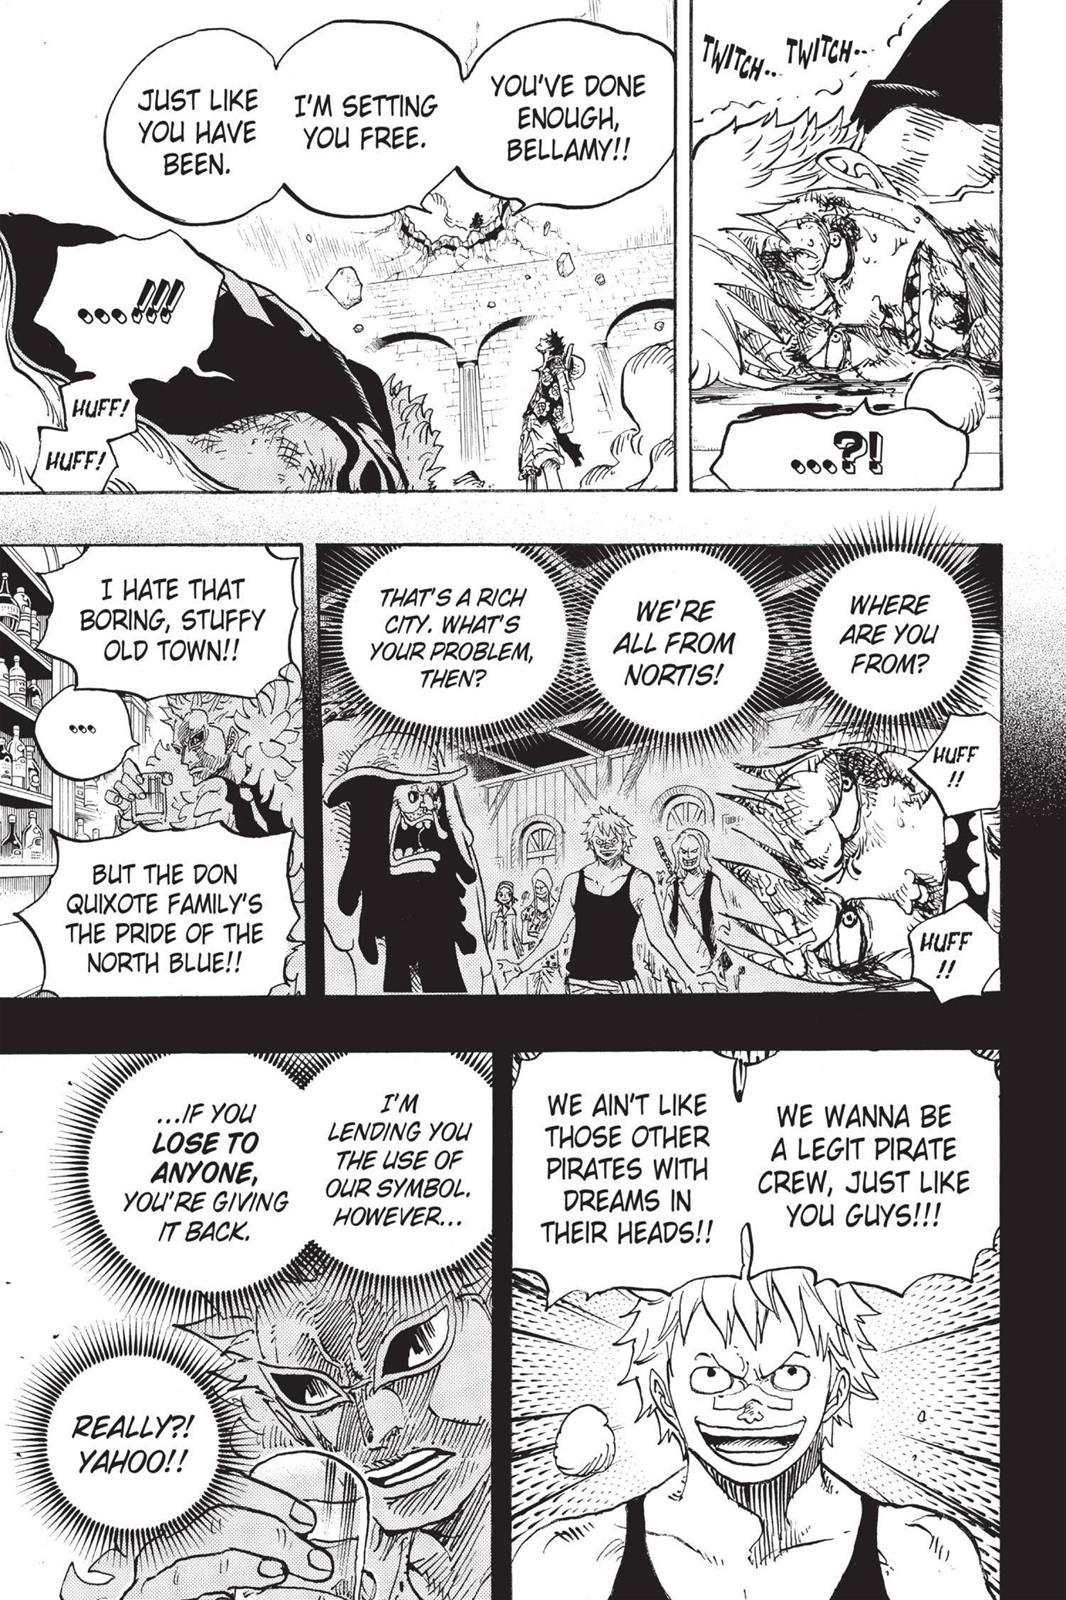 TWITCH..
TWITCH..
...?!
YOU'VE DONE
ENOUGH,
BELLAMY!!
I'M SETTING
YOU FREE.
JUST LIKE
YOU HAVE
BEEN.
...!!!
HUFF!
HUFF!
WHERE
ARE YOU
FROM?
HUFF
!!
HUFF
!!
WE'RE
ALL FROM
NORTIS!
THAT'S A RICH
CITY. WHAT'S
YOUR PROBLEM,
THEN?
I HATE THAT
BORING, STUFFY
OLD TOWN!!
...
BUT THE DON
QUIXOTE FAMILY'S
THE PRIDE OF THE
NORTH BLUE!!
WE WANNA BE
A LEGIT PIRATE
CREW, JUST LIKE
YOU GUYS!!!
WE AIN'T LIKE
THOSE OTHER
PIRATES WITH
DREAMS IN
THEIR HEADS!!
I'M
LENDING YOU
THE USE OF
OUR SYMBOL.
HOWEVER...
...IF YOU
LOSE TO
ANYONE,
YOU'RE GIVING
IT BACK.
REALLY?!
YAHOO!!